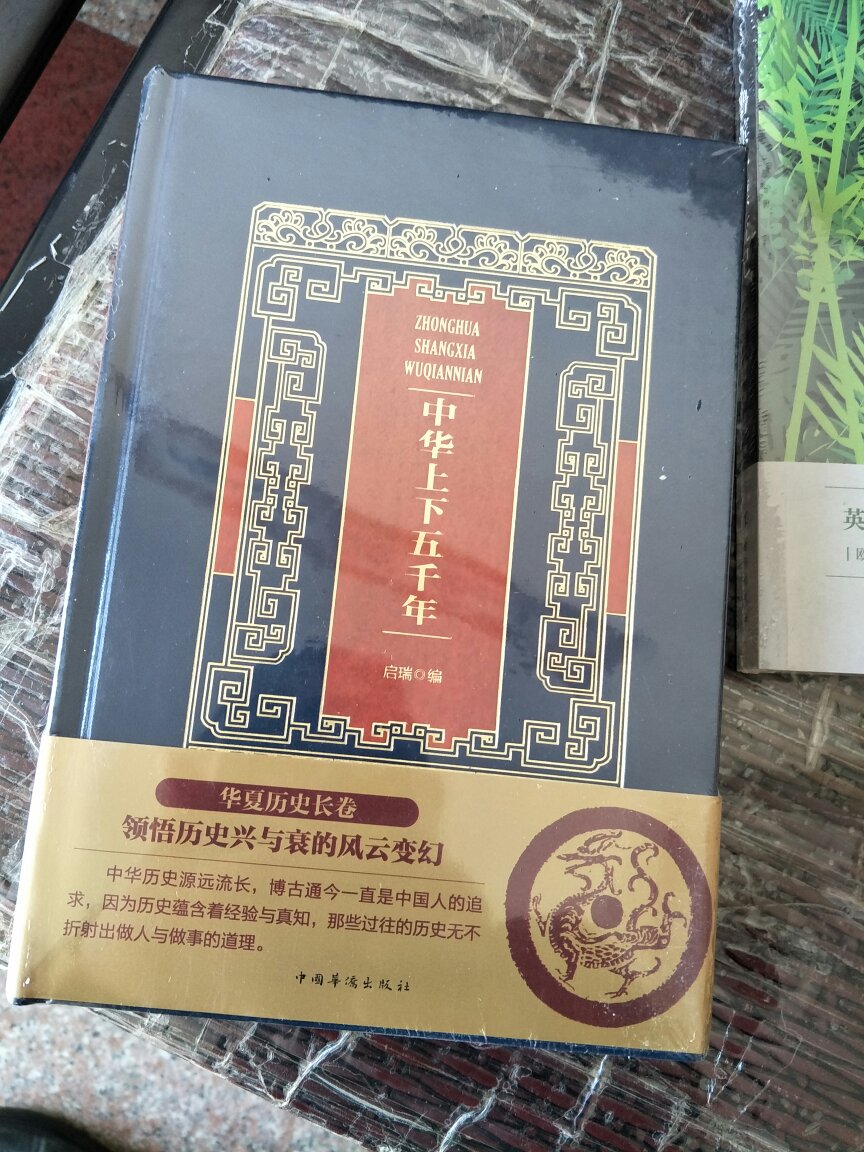 ZHONGHUA
SHANGXIA
WUQIANNIAN
中华上下五千年
启瑞◎编
华夏历史长卷
领悟历史兴与衰的风云变幻
中华历史源远流长，博古通今一直是中国人的追
求，因为历史蕴含着经验与真知，那些过往的历史无不
折射出做人与做事的道理。
中国华侨出版社
英
|欧